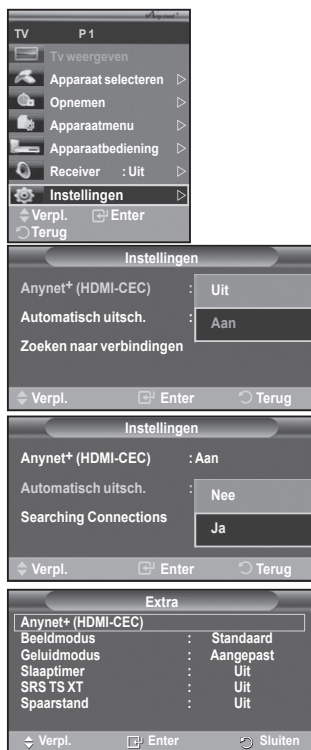 Anynet+
TV P 1
Tv weergeven
Apparaat selecteren
Opnemen
Apparaatmenu
Apparaatbediening
Receiver : Uit
Instellingen
Verpl. Enter
Terug
Instellingen
Anynet+ (HDMI-CEC) : Uit
Automatisch uitsch. : Aan
Zoeken naar verbindingen
Verpl. Enter Terug
Instellingen
Anynet+ (HDMI-CEC) : Aan
Automatisch uitsch. : Nee
Searching Connections Ja
Verpl. Enter Terug
Extra
Anynet+ (HDMI-CEC)
Beeldmodus : Standaard
Geluidmodus : Aangepast
Slaaptimer : Uit
SRS TS XT : Uit
Spaarstand : Uit
Verpl. Enter Sluiten